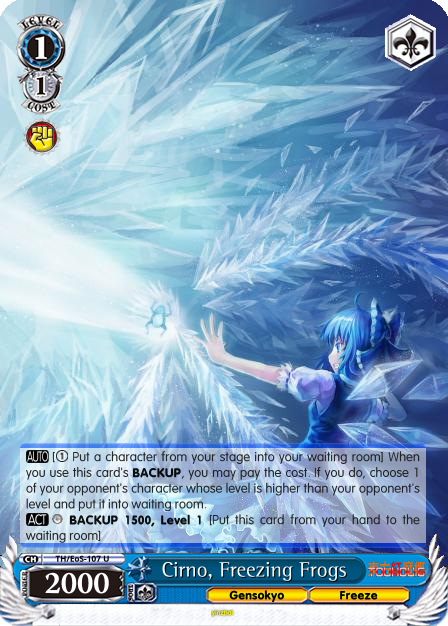 LEVEL
1
1
COST
AUTO [① Put a character from your stage into your waiting room] When
you use this card's BACKUP, you may pay the cost. If you do, choose 1
of your opponent's character whose level is higher than your opponent's
level and put it into waiting room.
ACT BACKUP 1500, Level 1 [Put this card from your hand to the
waiting room]
CH TH/EoS-107 U
POWER 2000 SOUL Cirno, Freezing Frogs
Gensokyo Freeze